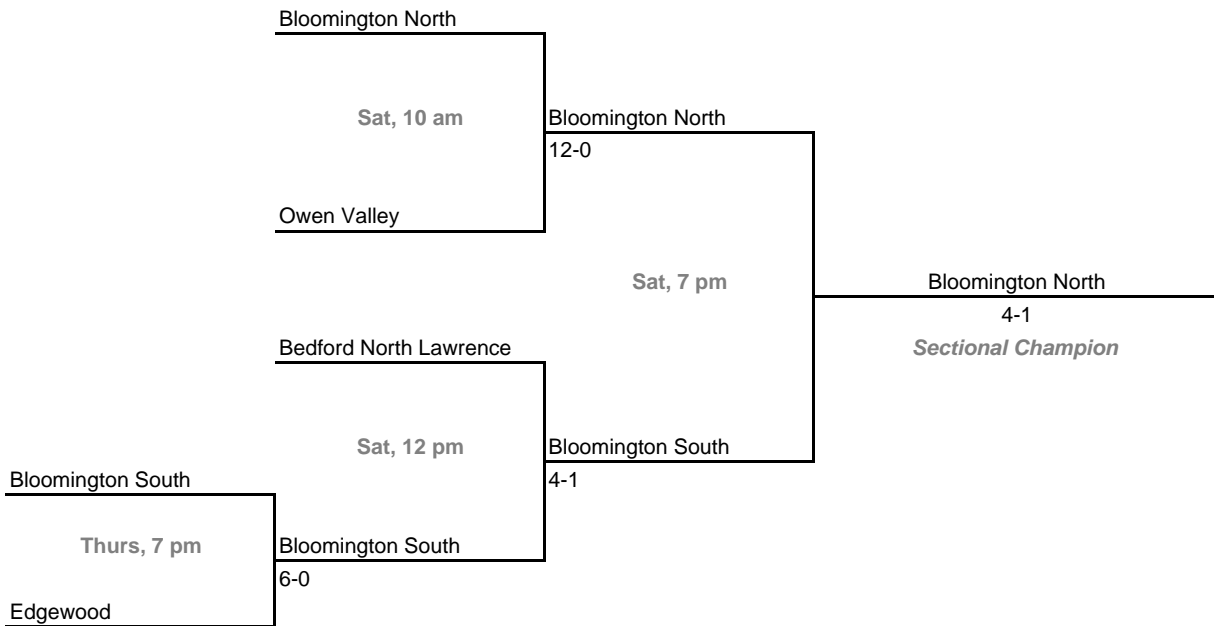 Bloomington North
Sat, 10 am
Bloomington North
12-0
Owen Valley
Sat, 7 pm
Bloomington North
4-1
Sectional Champion
Bedford North Lawrence
Sat, 12 pm
Bloomington South
4-1
Bloomington South
Thurs, 7 pm
Bloomington South
6-0
Edgewood